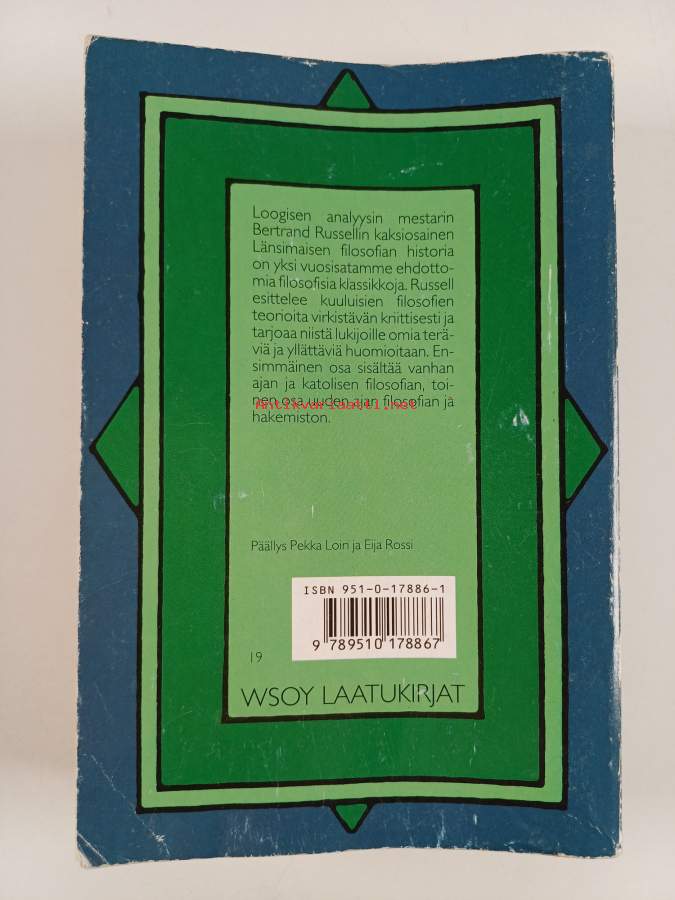 Loogisen analyysin mestarin
Bertrand Russellin kaksiosainen
Länsimaisen filosofian historia
on yksi vuosisatamme ehdotto-
mia filosofisia klassikkoja. Russell
esittelee kuuluisien filosofien
teorioita virkistävän kriittisesti ja
tarjoaa niistä lukijoille omia terä-
viä ja yllättäviä huomioitaan. En-
simmäinen osa sisältää vanhan
ajan ja katolisen filosofian, toi-
nen osa uuden ajan filosofian ja
Antikvariaatti.net
hakemiston.
Päällys Pekka Loiri ja Eija Rossi
ISBN 951-0-17886-1
9 789510 178867
19
WSOY LAATUKIRJAT